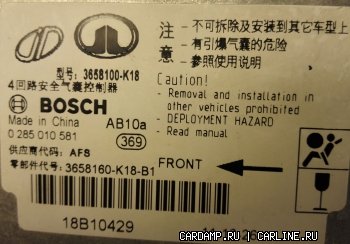 注意
- 不可拆除及安装到其它车型上
- 有引爆气囊的危险
- 参照使用说明
型号: 3658100-K18
4回路安全气囊控制器
Caution!
- Removal and installation in
other vehicles prohibited
- DEPLOYMENT HAZARD
- Read manual
BOSCH
Made in China AB10a
0 285 010 581 369
供应商代码: AFS
零部件代号: 3658160-K18-B1
FRONT
18B10429
CARDAMP.RU | CARLINE.RU